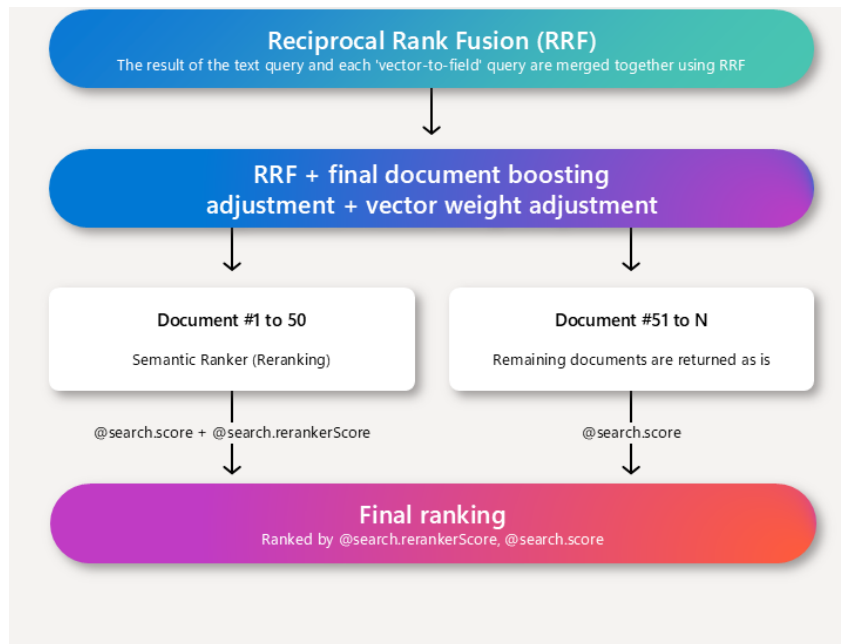 Reciprocal Rank Fusion (RRF)
The result of the text query and each 'vector-to-field' query are merged together using RRF
RRF + final document boosting
adjustment + vector weight adjustment
Document #1 to 50
Semantic Ranker (Reranking)
Document #51 to N
Remaining documents are returned as is
@search.score + @search.rerankerScore
@search.score
Final ranking
Ranked by @search.rerankerScore, @search.score